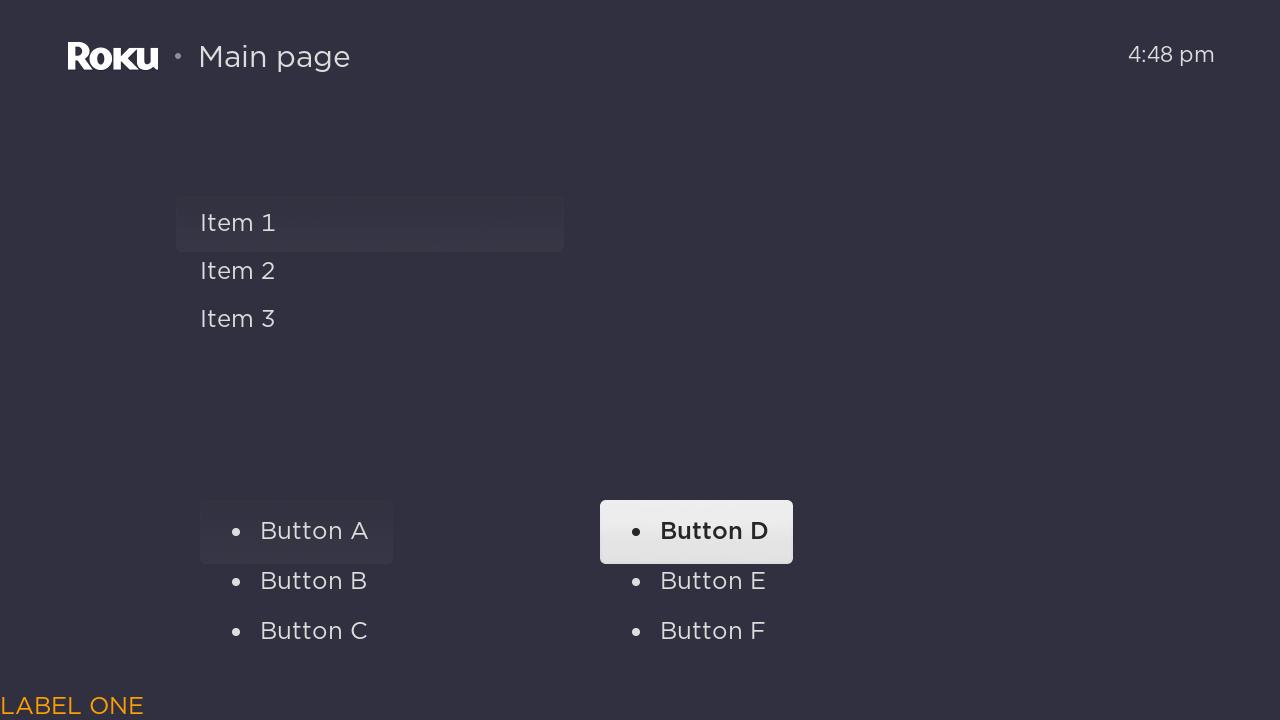 Roku • Main page
4:48 pm
Item 1
Item 2
Item 3
• Button A
• Button B
• Button C
• Button D
• Button E
• Button F
LABEL ONE